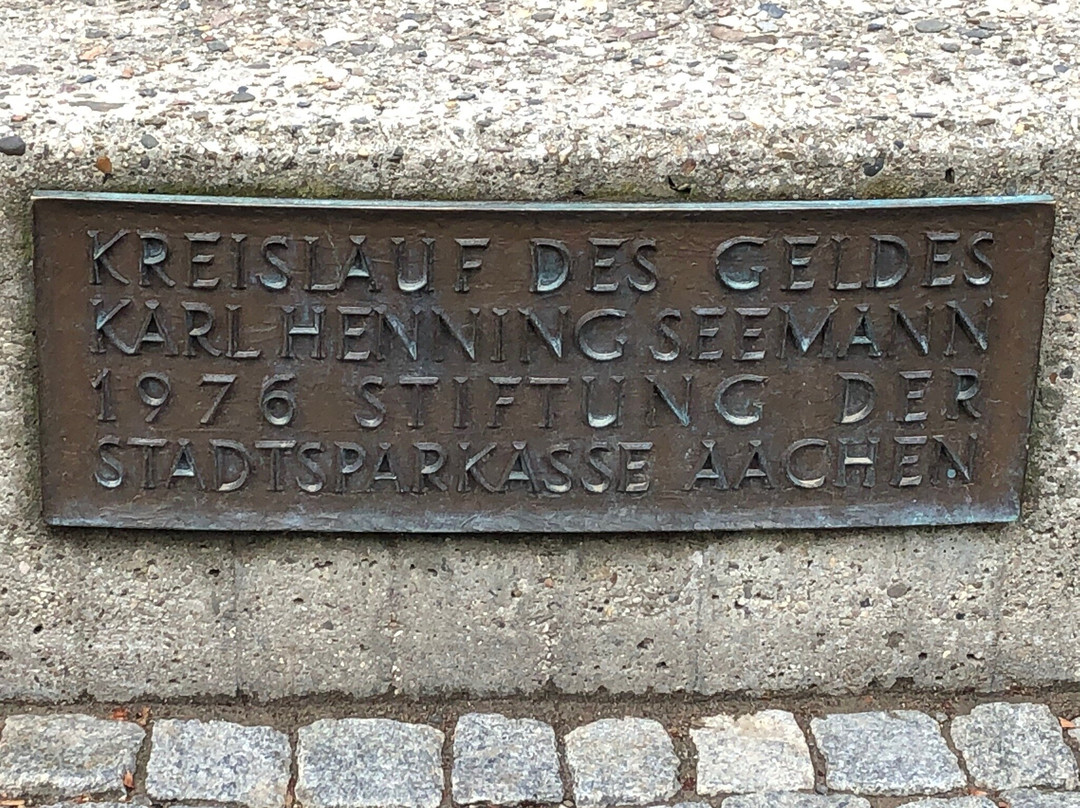 KREISLAUF DES GELDES
KARL HENNING SEEMANN
1976 STIFTUNG DER
STADTSPARKASSE AACHEN